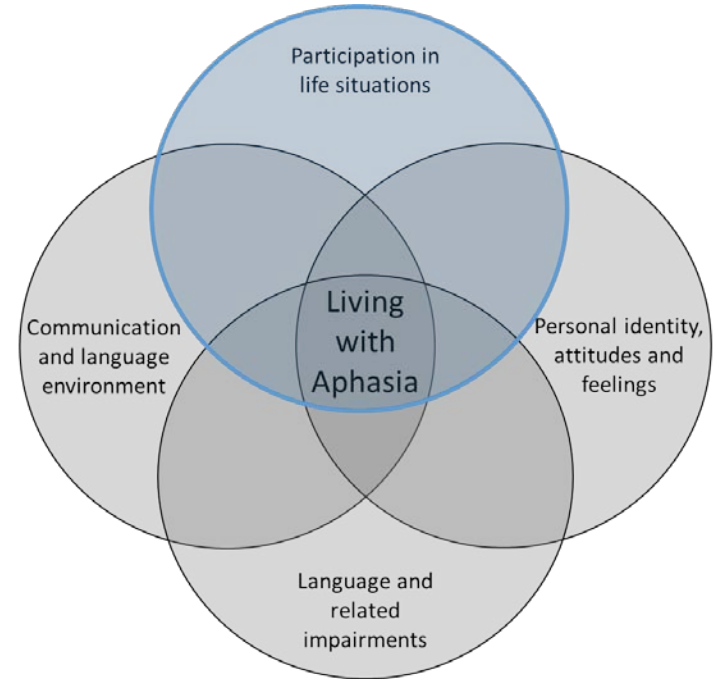 Participation in
life situations
Communication
and language
environment
Living
with
Aphasia
Personal identity,
attitudes and
feelings
Language and
related
impairments